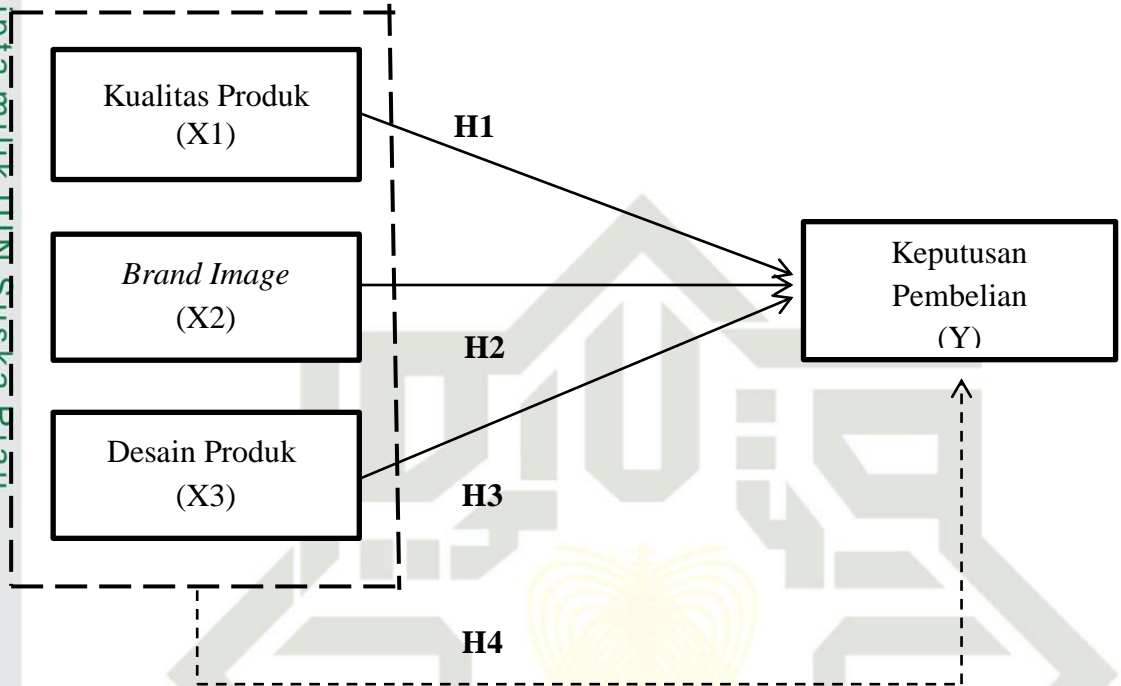 Kualitas Produk
(X1)
H1
Brand Image
(X2)
H2
Keputusan
Pembelian
(Y)
Desain Produk
(X3)
H3
H4